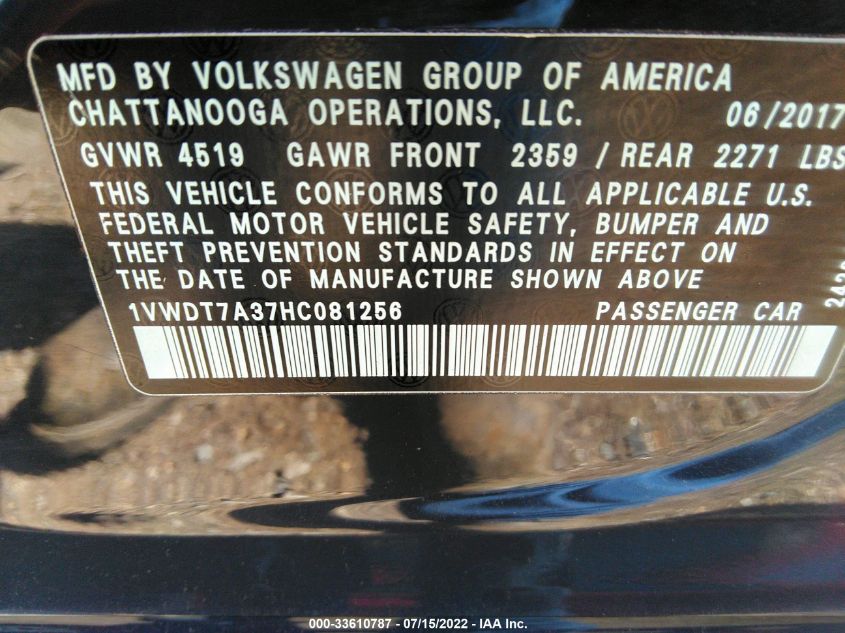 MFD BY VOLKSWAGEN GROUP OF AMERICA
CHATTANOOGA OPERATIONS, LLC. 06/2017
GVWR 4519 GAWR FRONT 2359 / REAR 2271 LBS
THIS VEHICLE CONFORMS TO ALL APPLICABLE U.S.
FEDERAL MOTOR VEHICLE SAFETY, BUMPER AND
THEFT PREVENTION STANDARDS IN EFFECT ON
THE DATE OF MANUFACTURE SHOWN ABOVE
1VWDT7A37HC081256 PASSENGER CAR
000-33610787 - 07/15/2022 - IAA Inc.